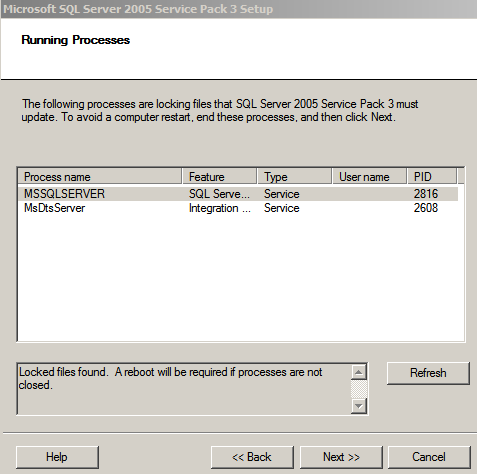 Microsoft SQL Server 2005 Service Pack 3 Setup
Running Processes
The following processes are locking files that SQL Server 2005 Service Pack 3 must
update. To avoid a computer restart, end these processes, and then click Next.
Process name Feature Type User name PID
MSSQLSERVER SQL Serve... Service 2816
MsDtsServer Integration ... Service 2608
Locked files found. A reboot will be required if processes are not
closed.
Refresh
Help << Back Next >> Cancel